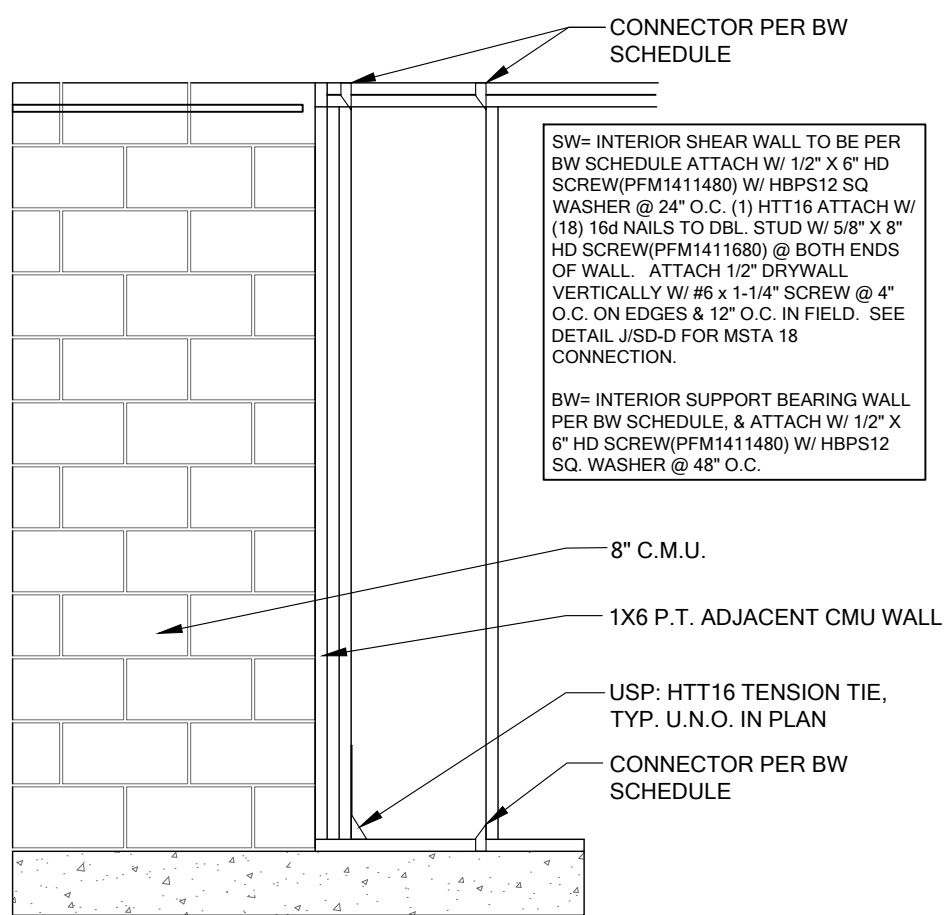 CONNECTOR PER BW
SCHEDULE
SW= INTERIOR SHEAR WALL TO BE PER
BW SCHEDULE ATTACH W/ 1/2" X 6" HD
SCREW(PFM1411480) W/ HBPS12 SQ
WASHER @ 24" O.C. (1) HTT16 ATTACH W/
(18) 16d NAILS TO DBL. STUD W/ 5/8" X 8"
HD SCREW(PFM1411680) @ BOTH ENDS
OF WALL. ATTACH 1/2" DRYWALL
VERTICALLY W/ #6 x 1-1/4" SCREW @ 4"
O.C. ON EDGES & 12" O.C. IN FIELD. SEE
DETAIL J/SD-D FOR MSTA 18
CONNECTION.
BW= INTERIOR SUPPORT BEARING WALL
PER BW SCHEDULE, & ATTACH W/ 1/2" X
6" HD SCREW(PFM1411480) W/ HBPS12
SQ. WASHER @ 48" O.C.
8" C.M.U.
1X6 P.T. ADJACENT CMU WALL
USP: HTT16 TENSION TIE,
TYP. U.N.O. IN PLAN
CONNECTOR PER BW
SCHEDULE